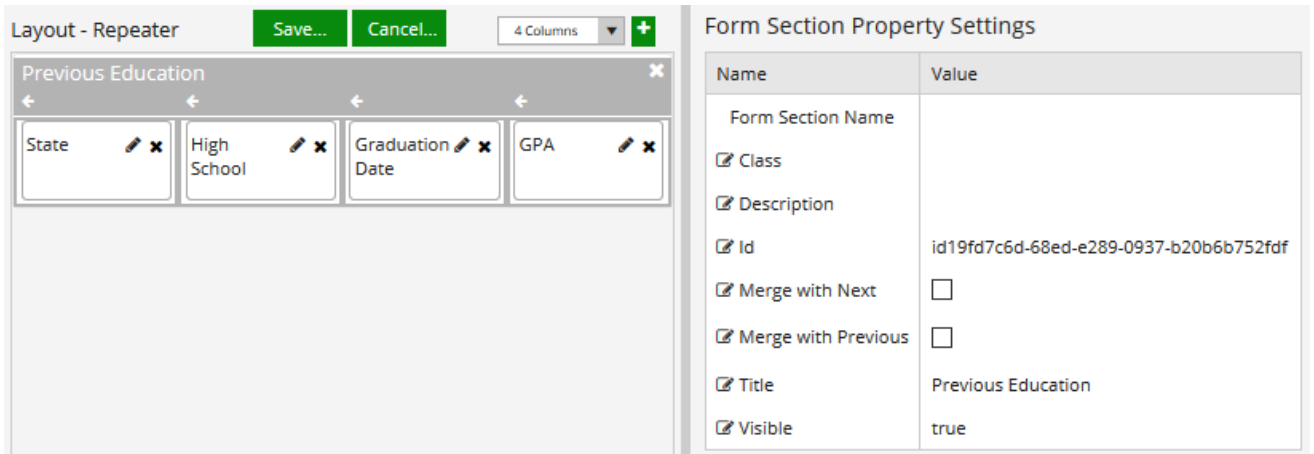 Layout - Repeater
Save...
Cancel...
4 Columns
Previous Education
State
High
School
Graduation
Date
GPA
Form Section Property Settings
Name
Value
Form Section Name
Class
Description
Id
id19fd7c6d-68ed-e289-0937-b20b6b752fdf
Merge with Next
Merge with Previous
Title
Previous Education
Visible
true